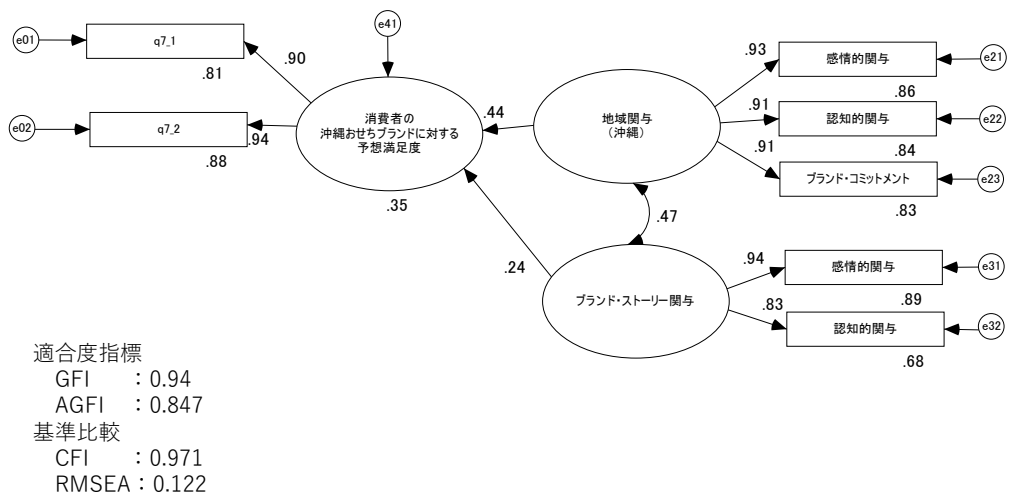 e41
e01
q7_1
.90
.81
e02
q7_2
.94
.88
消費者の
沖縄おせちブランドに対する
予想満足度
.35
.44
地域関与
（沖縄）
.93
感情的関与
e21
.86
.91
認知的関与
e22
.84
.91
ブランド・コミットメント
e23
.83
.47
.24
ブランド・ストーリー関与
.94
感情的関与
e31
.89
.83
認知的関与
e32
.68
適合度指標
GFI : 0.94
AGFI : 0.847
基準比較
CFI : 0.971
RMSEA : 0.122